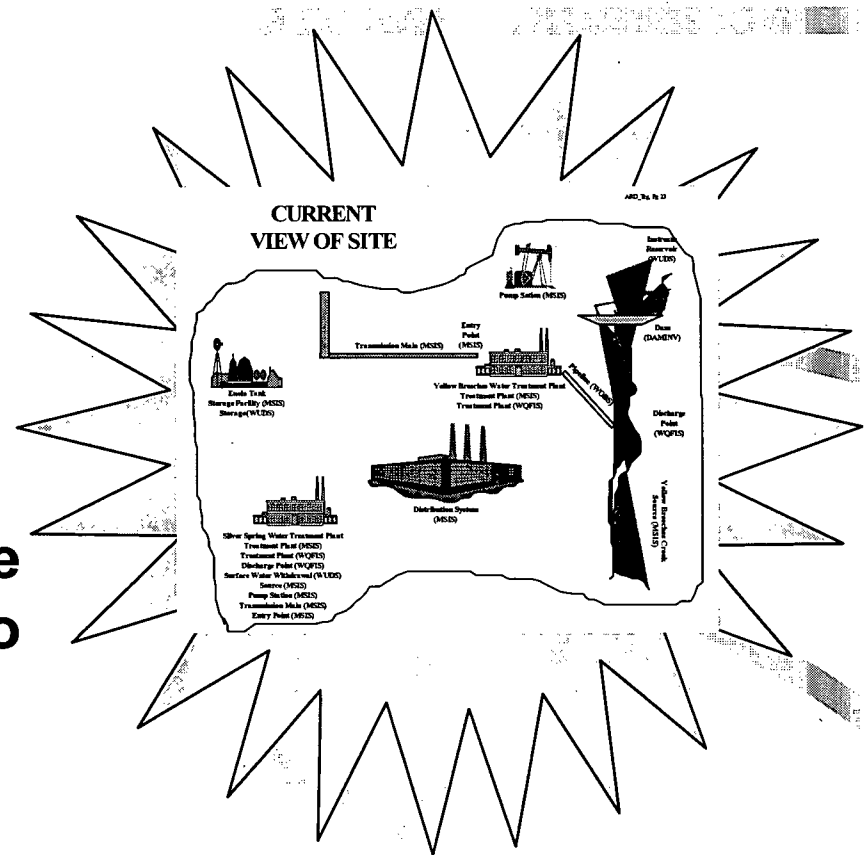 CURRENT
VIEW OF SITE
Pg 23
Reservoir
(WUDS)
Pump Sation (MSIS)
Dam
(DAMINV)
Entry
Point
(MSIS)
Transmission Main (MSIS)
Enola Tank
Storage Facility (MSIS)
Storage(WUDS)
Yellow Breeches Water Treatment Plant
Treatment Plant (MSIS)
Treatment Plant (WQFIS)
Pipeline
Discharge
Point
(WQFIS)
Distribution System
(MSIS)
Yellow Breeches Creek
Source (MSIS)
Silver Spring Water Treatment Plant
Treatment Plant (MSIS)
Treatment Plant (WQFIS)
Discharge Point (WQFIS)
Surface Water Withdrawal (WUDS)
Source (MSIS)
Pump Station (MSIS)
Transmission Main (MSIS)
Entry Point (MSIS)
e
o